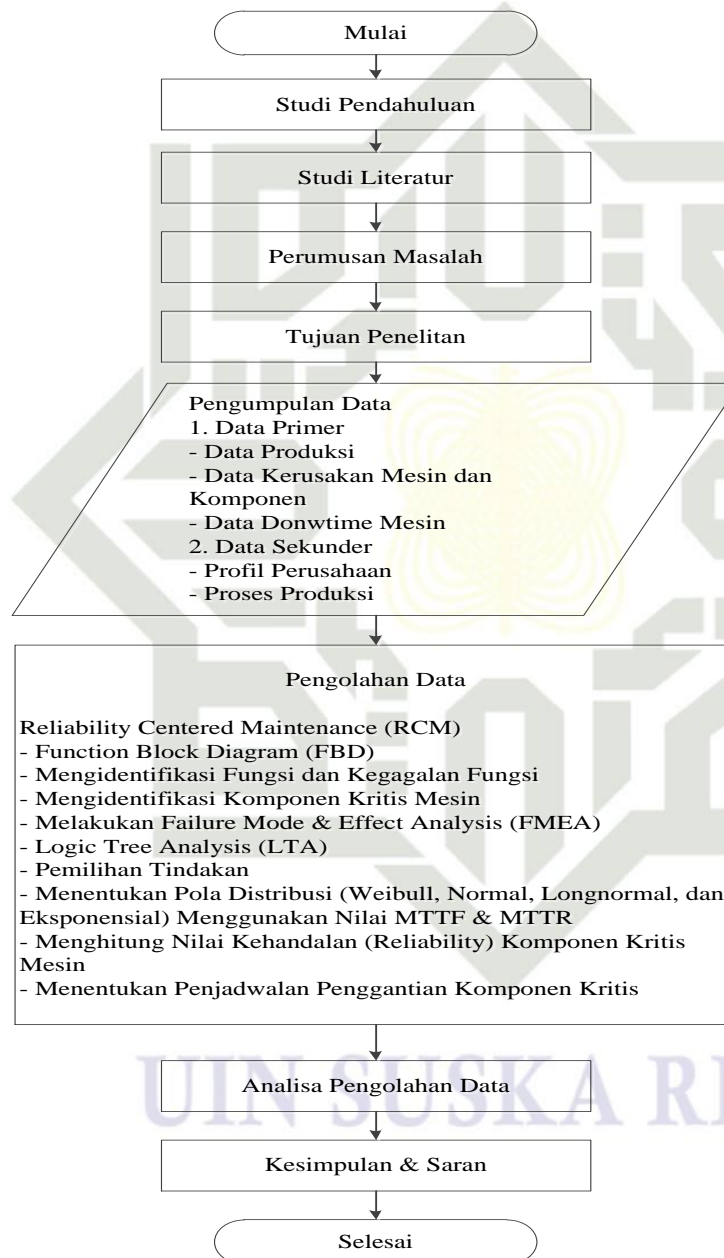 Mulai
Studi Pendahuluan
Studi Literatur
Perumusan Masalah
Tujuan Penelitan
Pengumpulan Data
1. Data Primer
- Data Produksi
- Data Kerusakan Mesin dan
Komponen
- Data Donwtime Mesin
2. Data Sekunder
- Profil Perusahaan
- Proses Produksi
Pengolahan Data
Reliability Centered Maintenance (RCM)
- Function Block Diagram (FBD)
- Mengidentifikasi Fungsi dan Kegagalan Fungsi
- Mengidentifikasi Komponen Kritis Mesin
- Melakukan Failure Mode & Effect Analysis (FMEA)
- Logic Tree Analysis (LTA)
- Pemilihan Tindakan
- Menentukan Pola Distribusi (Weibull, Normal, Longnormal, dan
Eksponensial) Menggunakan Nilai MTTF & MTTR
- Menghitung Nilai Kehandalan (Reliability) Komponen Kritis
Mesin
- Menentukan Penjadwalan Penggantian Komponen Kritis
UIN SUSKA
Analisa Pengolahan Data
Kesimpulan & Saran
Selesai